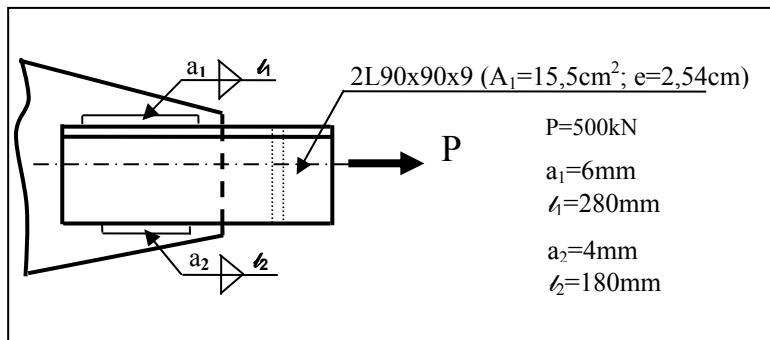 a₁ ℓ₁
2L90x90x9 (A₁=15,5cm²; e=2,54cm)
P
P=500kN
a₁=6mm
ℓ₁=280mm
a₂=4mm
ℓ₂=180mm
a₂ ℓ₂